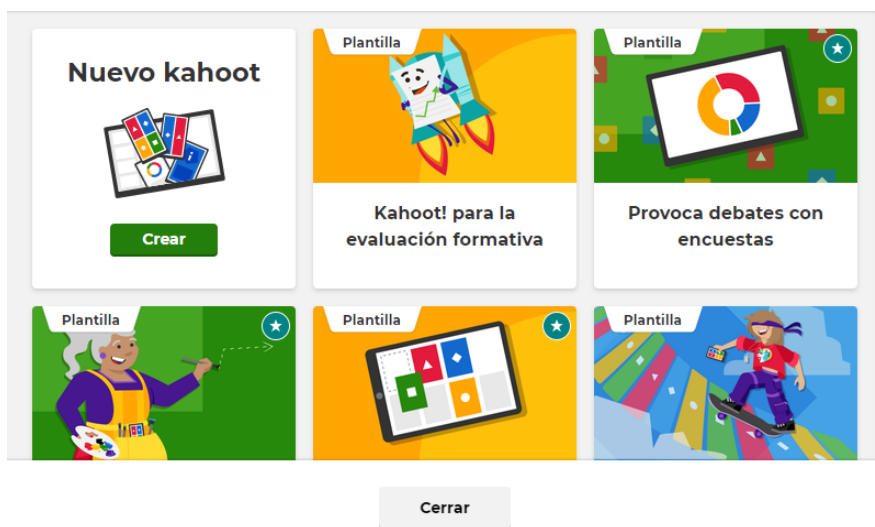 Nuevo kahoot
Crear
Plantilla
Kahoot! para la
evaluación formativa
Plantilla
Provoca debates con
encuestas
Plantilla
Plantilla
Plantilla
Cerrar